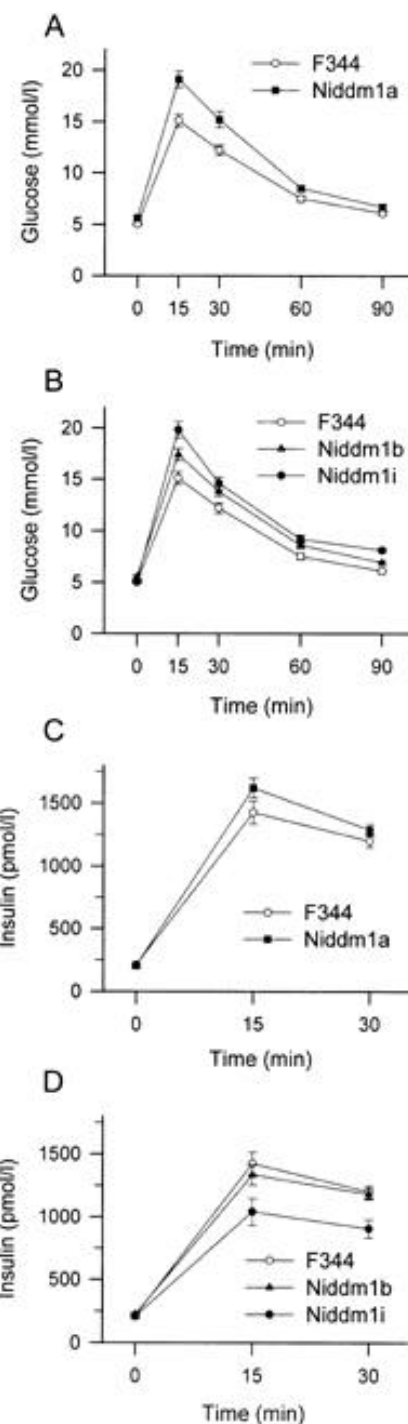 A
Glucose (mmol/l)
20
15
10
5
0
F344
Niddm1a
0 15 30 60 90
Time (min)
B
Glucose (mmol/l)
20
15
10
5
0
F344
Niddm1b
Niddm1i
0 15 30 60 90
Time (min)
C
Insulin (pmol/l)
1500
1000
500
0
F344
Niddm1a
0 15 30
Time (min)
D
Insulin (pmol/l)
1500
1000
500
0
F344
Niddm1b
Niddm1i
0 15 30
Time (min)